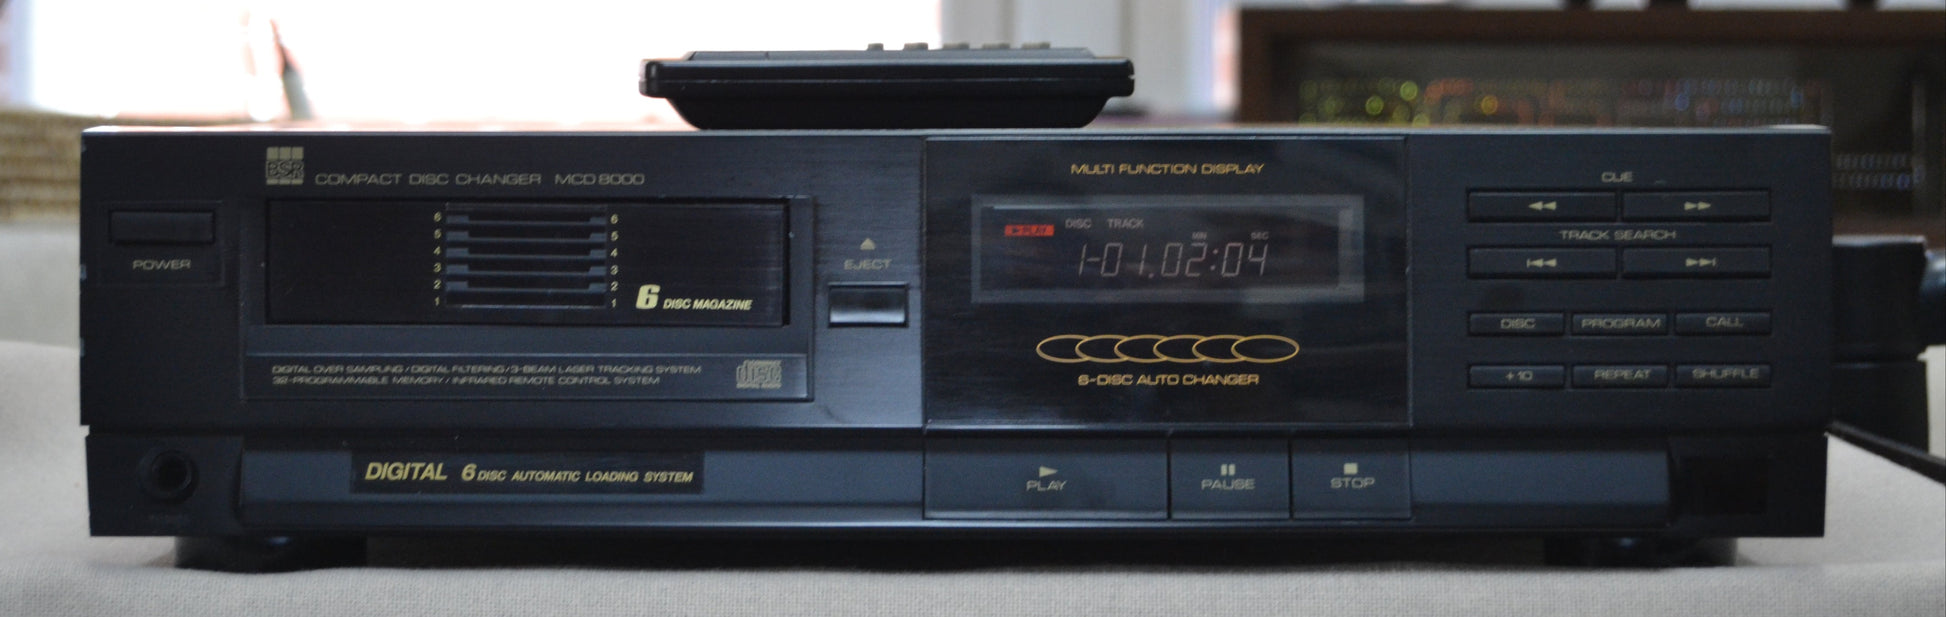 BSR
COMPACT DISC CHANGER MCD 8000
POWER
6 6
5 5
4 4
3 3
2 2
1 1
6 DISC MAGAZINE
EJECT
DIGITAL OVER SAMPLING / DIGITAL FILTERING / 3-BEAM LASER TRACKING SYSTEM
32-PROGRAMMABLE MEMORY / INFRARED REMOTE CONTROL SYSTEM
disc
DIGITAL AUDIO
DIGITAL 6 DISC AUTOMATIC LOADING SYSTEM
MULTI FUNCTION DISPLAY
PLAY DISC TRACK
MIN SEC
1-01.02:04
6-DISC AUTO CHANGER
PLAY PAUSE STOP
CUE
TRACK SEARCH
DISC PROGRAM CALL
+10 REPEAT SHUFFLE